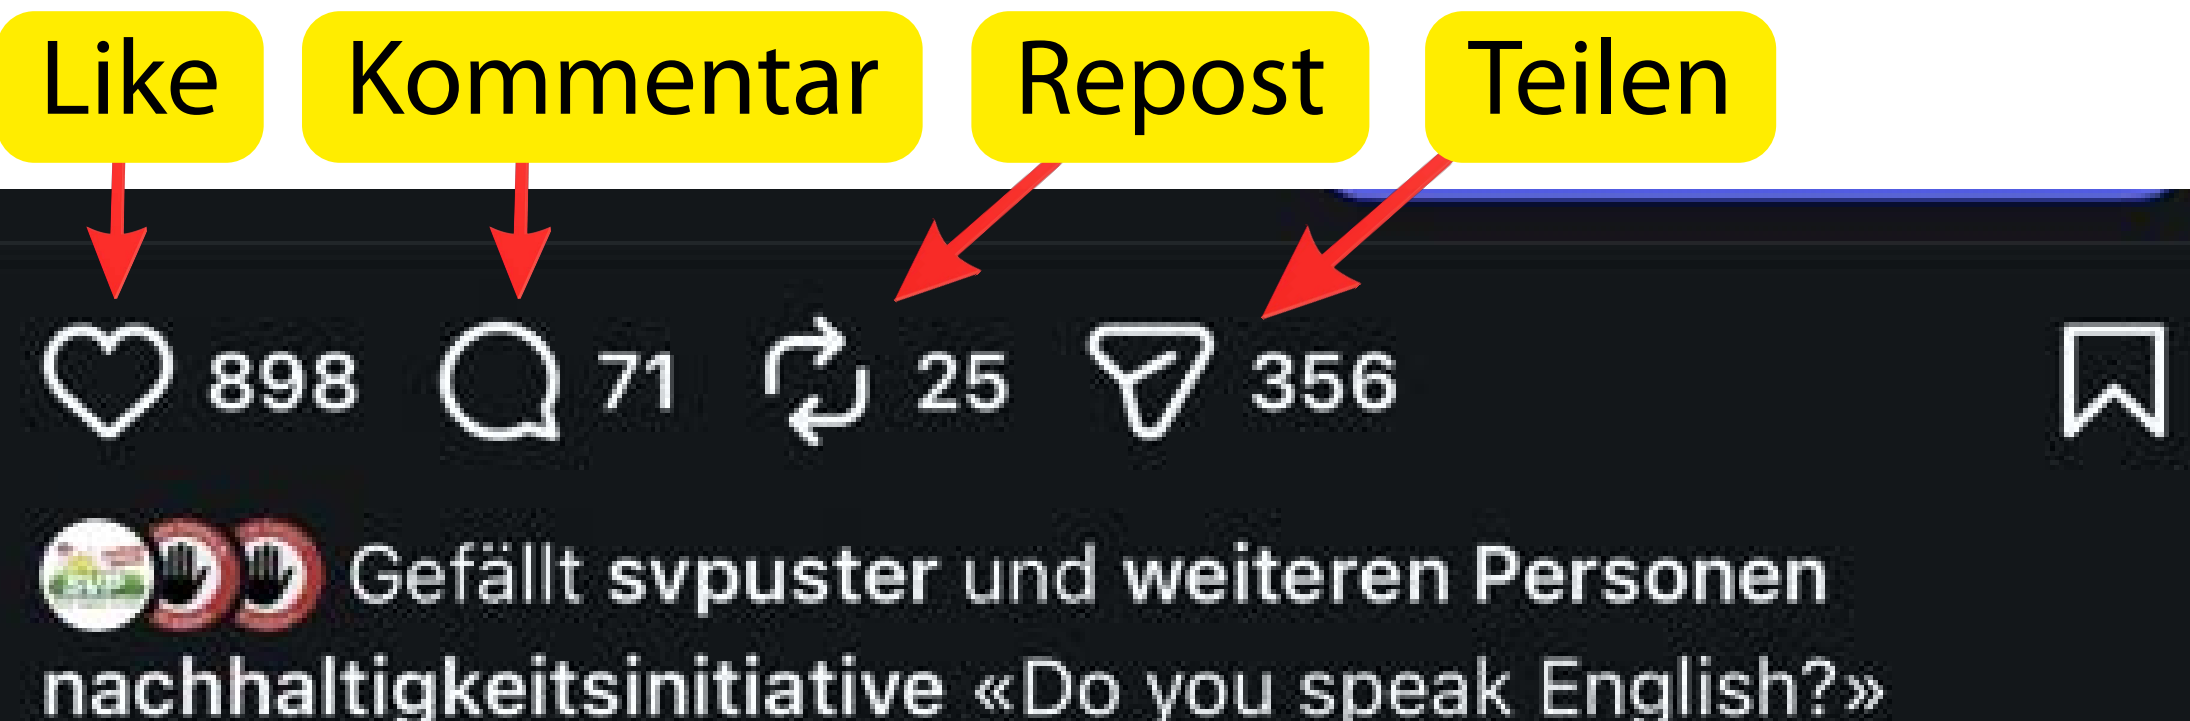 Like Kommentar Repost Teilen
898 71 25 356
Gefällt svpuster und weiteren Personen
nachhaltigkeitsinitiative «Do you speak English?»